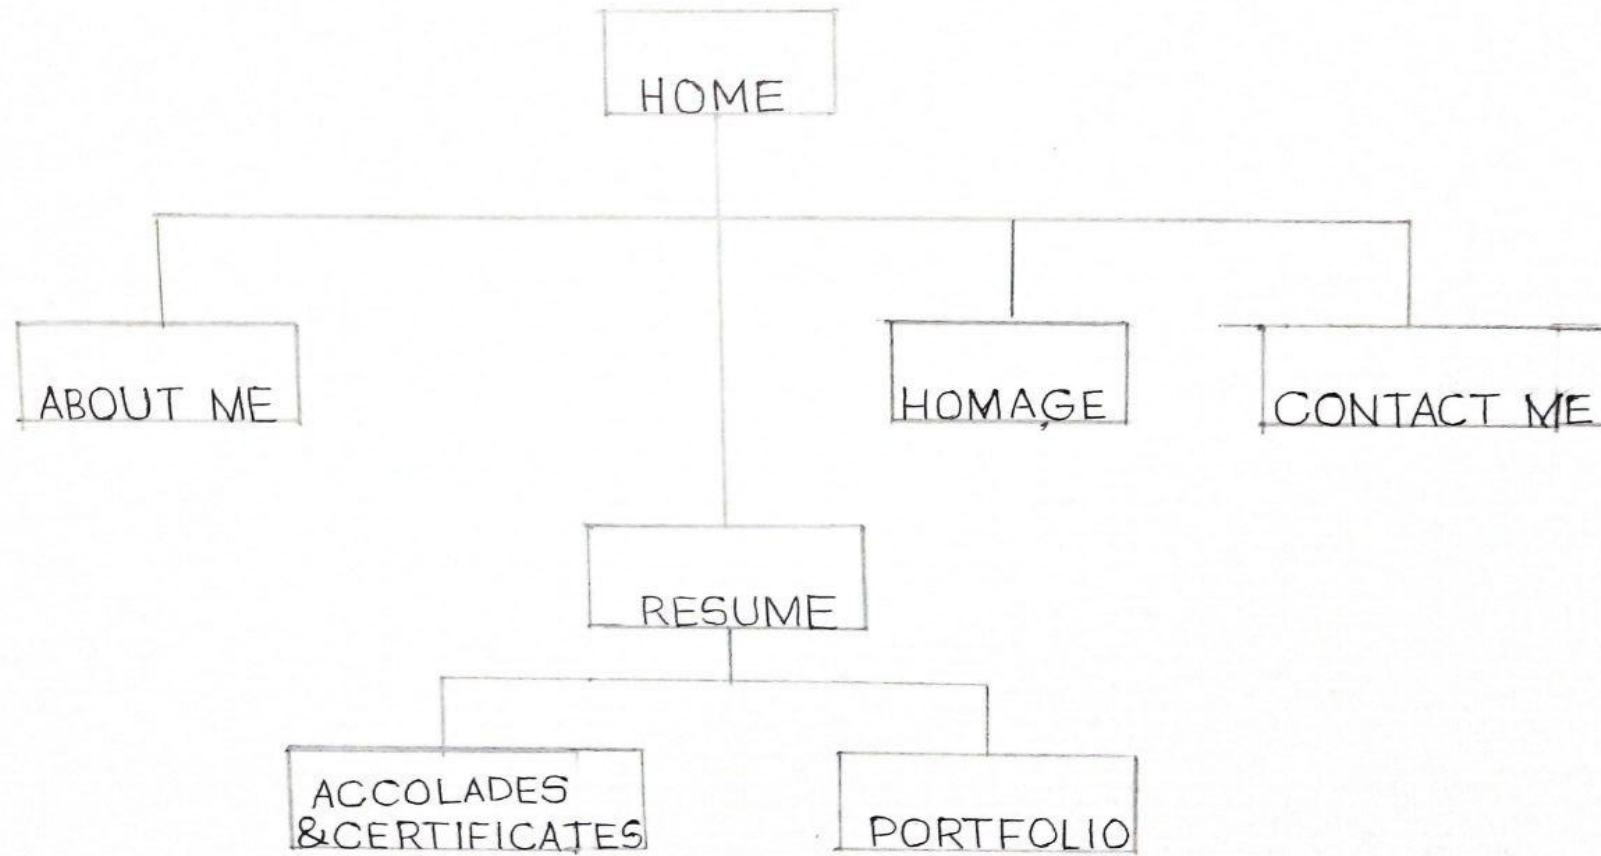 HOME
ABOUT ME
HOMAGE
CONTACT ME
RESUME
ACCOLADES
&CERTIFICATES
PORTFOLIO